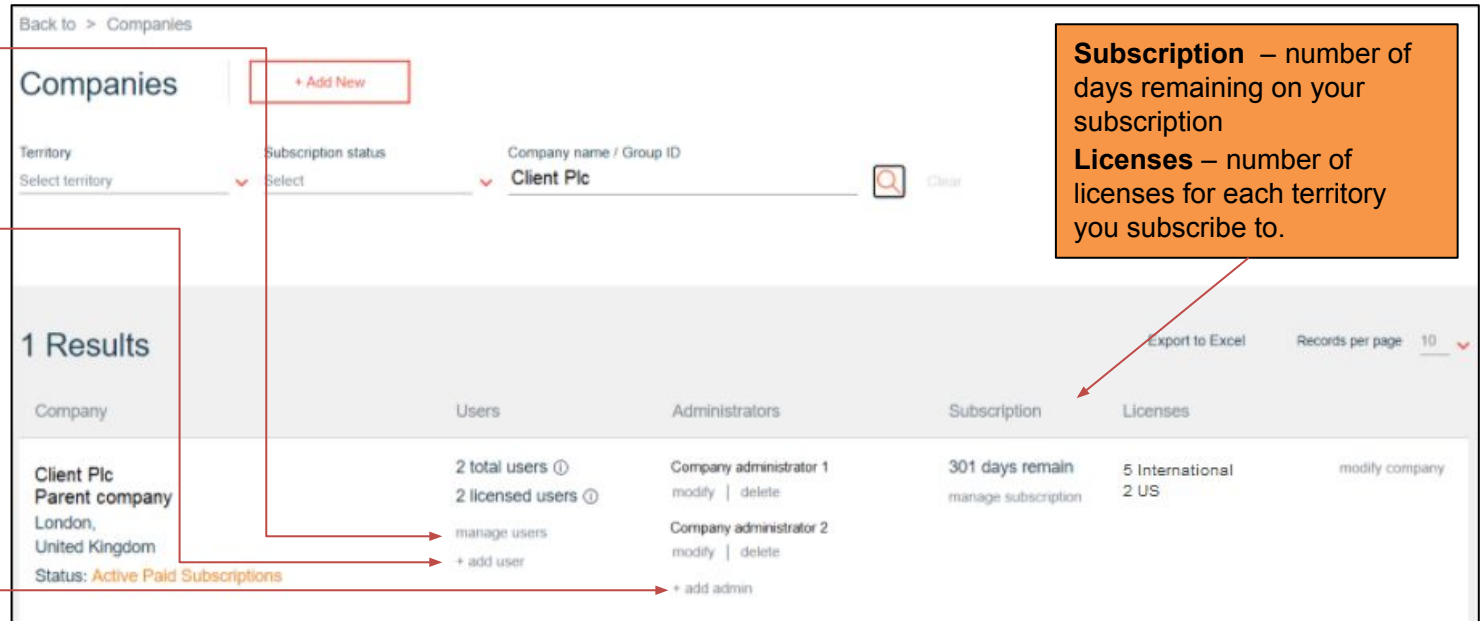 Back to > Companies
Companies
+ Add New
Subscription – number of
days remaining on your
subscription
Licenses – number of
licenses for each territory
you subscribe to.
Territory
Subscription status
Company name / Group ID
Select territory
Select
Client Plc
Clear
1 Results
Export to Excel
Records per page 10
Company
Users
Administrators
Subscription
Licenses
Client Plc
Parent company
London,
United Kingdom
Status: Active Paid Subscriptions
2 total users
2 licensed users
manage users
+ add user
Company administrator 1
modify | delete
Company administrator 2
modify | delete
+ add admin
301 days remain
manage subscription
5 International
2 US
modify company